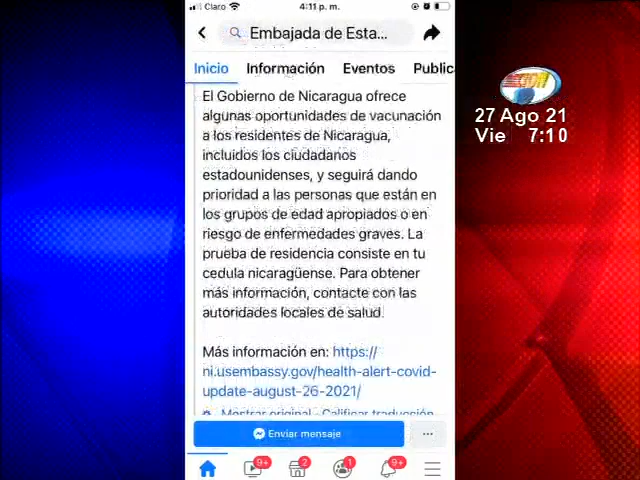 Claro 4:11 p. m.
Embajada de Esta...
Inicio Información Eventos Public
El Gobierno de Nicaragua ofrece
algunas oportunidades de vacunación
a los residentes de Nicaragua,
incluidos los ciudadanos
estadounidenses, y seguirá dando
prioridad a las personas que están en
los grupos de edad apropiados o en
riesgo de enfermedades graves. La
prueba de residencia consiste en tu
cedula nicaragüense. Para obtener
más información, contacte con las
autoridades locales de salud.
Más información en: https://
ni.usembassy.gov/health-alert-covid-
update-august-26-2021/
Mostrar original · Calificar traducción
Enviar mensaje
...
9+ 2 1 9+
27 Ago 21
Vie 7:10